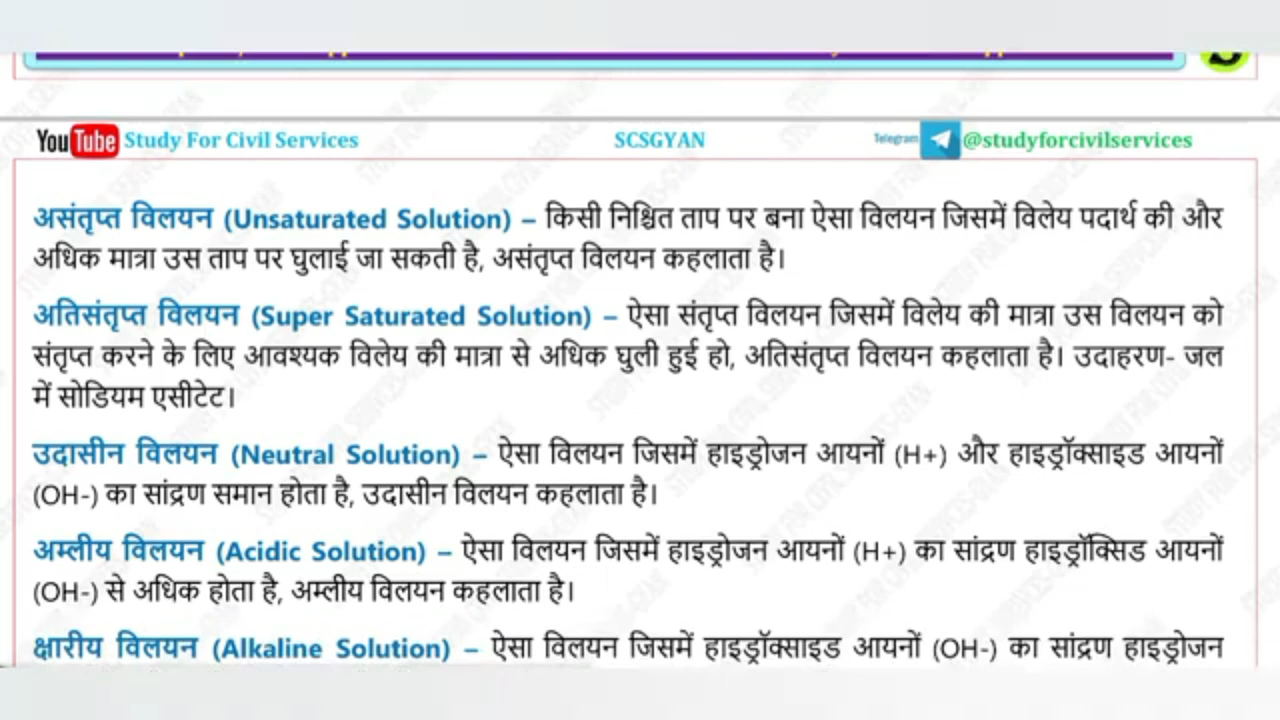 YouTube Study For Civil Services SCSGYAN Telegram @studyforcivilservices
असंतृप्त विलयन (Unsaturated Solution) – किसी निश्चित ताप पर बना ऐसा विलयन जिसमें विलेय पदार्थ की और
अधिक मात्रा उस ताप पर घुलाई जा सकती है, असंतृप्त विलयन कहलाता है।
अतिसंतृप्त विलयन (Super Saturated Solution) – ऐसा संतृप्त विलयन जिसमें विलेय की मात्रा उस विलयन को
संतृप्त करने के लिए आवश्यक विलेय की मात्रा से अधिक घुली हुई हो, अतिसंतृप्त विलयन कहलाता है। उदाहरण- जल
में सोडियम एसीटेट।
उदासीन विलयन (Neutral Solution) – ऐसा विलयन जिसमें हाइड्रोजन आयनों (H+) और हाइड्रॉक्साइड आयनों
(OH-) का सांद्रण समान होता है, उदासीन विलयन कहलाता है।
अम्लीय विलयन (Acidic Solution) – ऐसा विलयन जिसमें हाइड्रोजन आयनों (H+) का सांद्रण हाइड्रॉक्सिड आयनों
(OH-) से अधिक होता है, अम्लीय विलयन कहलाता है।
क्षारीय विलयन (Alkaline Solution) – ऐसा विलयन जिसमें हाइड्रॉक्साइड आयनों (OH-) का सांद्रण हाइड्रोजन